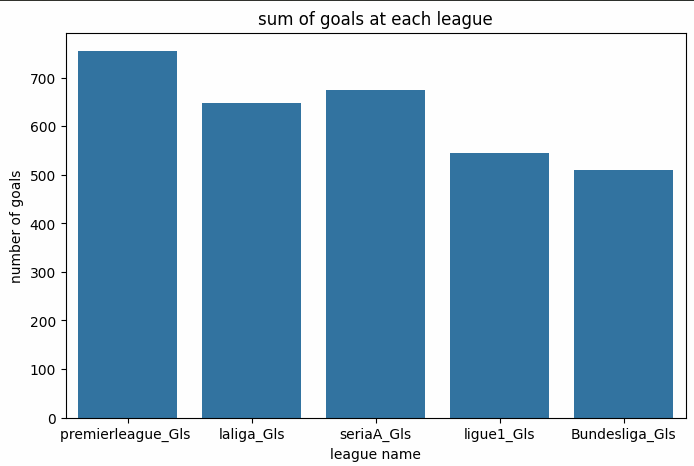 sum of goals at each league
number of goals
700
600
500
400
300
200
100
0
premierleague_Gls laliga_Gls seriaA_Gls ligue1_Gls Bundesliga_Gls
league name